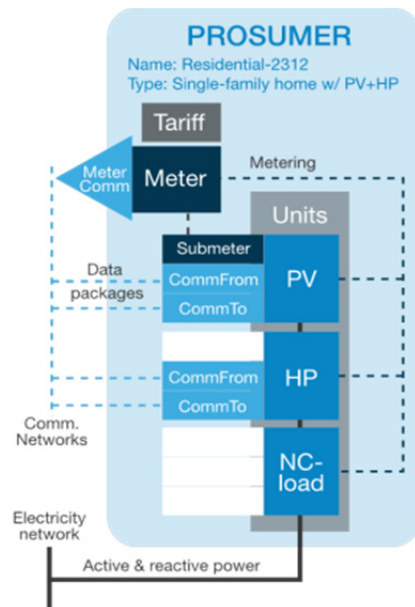 PROSUMER
Name: Residential-2312
Type: Single-family home w/ PV+HP
Tariff
Meter
Comm
Meter
Metering
Units
Submeter
Data
packages
CommFrom
CommTo
PV
CommFrom
CommTo
HP
Comm.
Networks
NC-
load
Electricity
network
Active & reactive power